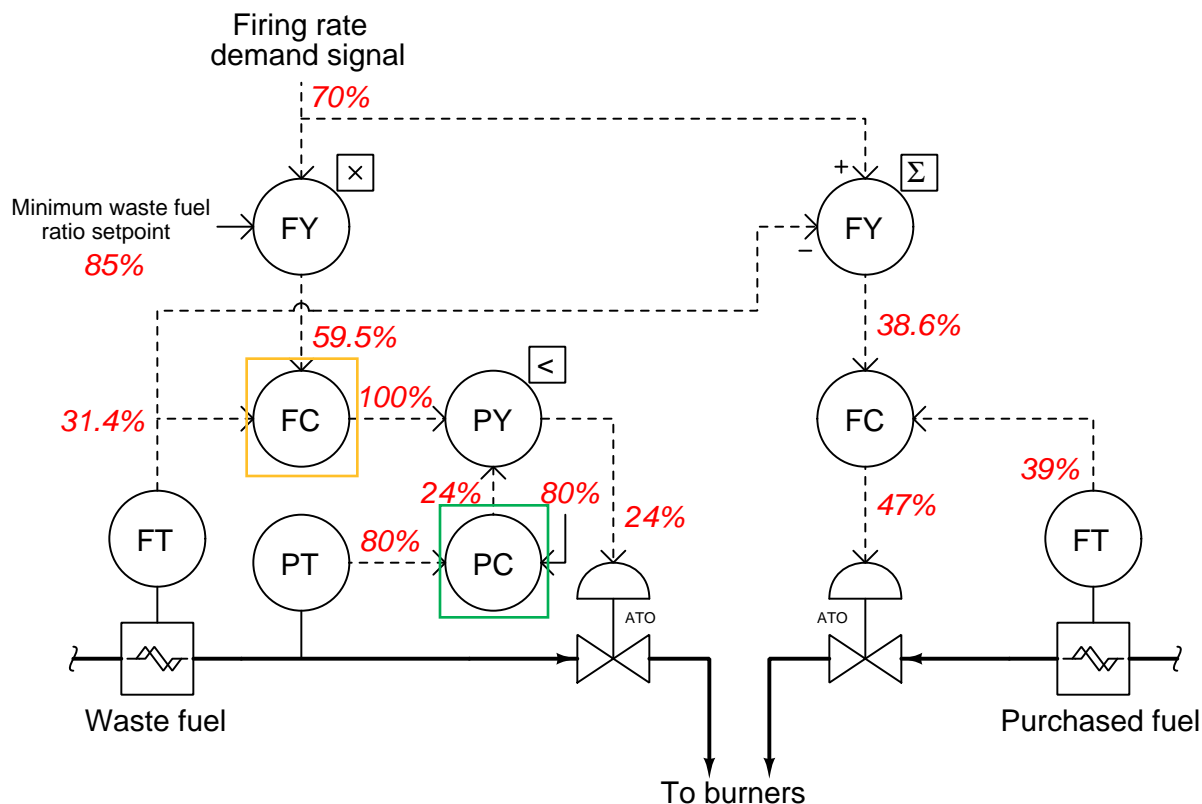 Firing rate
demand signal
70%
×
+
Σ
Minimum waste fuel
ratio setpoint
85%
FY
FY
−
59.5%
38.6%
<
31.4%
FC
100%
PY
FC
24%
80%
24%
47%
39%
FT
PT
80%
PC
FT
ATO
ATO
Waste fuel
Purchased fuel
To burners